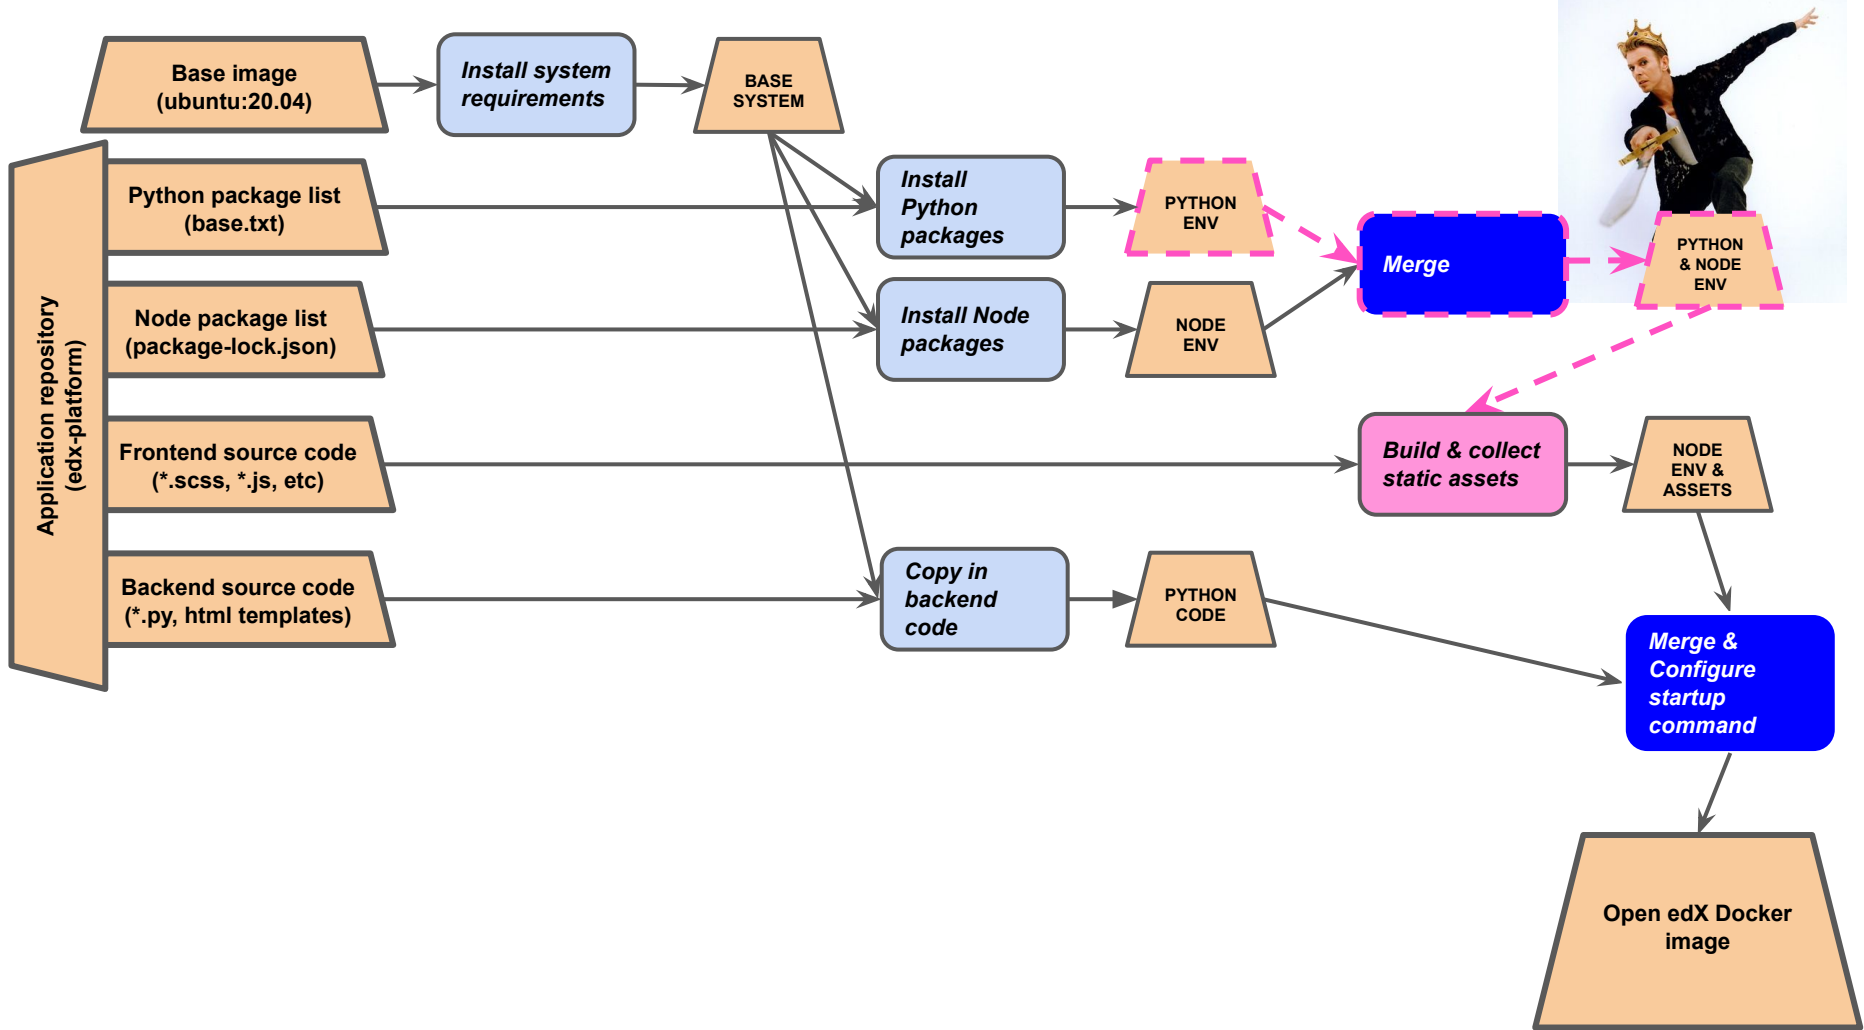 Base image
(ubuntu:20.04)
Install system
requirements
BASE
SYSTEM
Application repository
(edx-platform)
Python package list
(base.txt)
Install
Python
packages
PYTHON
ENV
Merge
PYTHON
& NODE
ENV
Node package list
(package-lock.json)
Install Node
packages
NODE
ENV
Frontend source code
(*.scss, *.js, etc)
Build & collect
static assets
NODE
ENV &
ASSETS
Backend source code
(*.py, html templates)
Copy in
backend
code
PYTHON
CODE
Merge &
Configure
startup
command
Open edX Docker
image